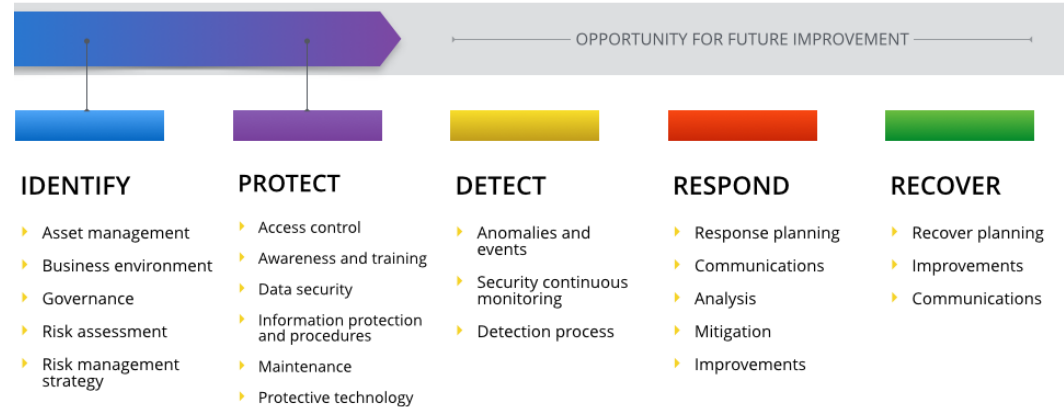 OPPORTUNITY FOR FUTURE IMPROVEMENT
IDENTIFY
Asset management
Business environment
Governance
Risk assessment
Risk management
strategy
PROTECT
Access control
Awareness and training
Data security
Information protection
and procedures
Maintenance
Protective technology
DETECT
Anomalies and
events
Security continuous
monitoring
Detection process
RESPOND
Response planning
Communications
Analysis
Mitigation
Improvements
RECOVER
Recover planning
Improvements
Communications